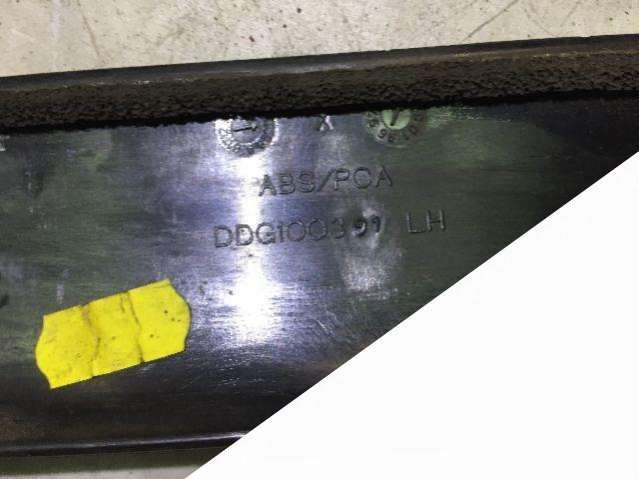 X
ABS/PCA
DDG100391 LH